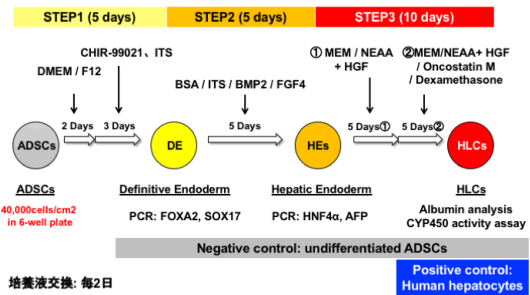 STEP1 (5 days)
STEP2 (5 days)
STEP3 (10 days)
CHIR-99021、ITS
DMEM / F12
BSA / ITS / BMP2 / FGF4
① MEM / NEAA
+ HGF
②MEM/NEAA+ HGF
/ Oncostatin M
/ Dexamethasone
ADSCs
2 Days
3 Days
DE
5 Days
HEs
5 Days①
5 Days②
HLCs
ADSCs
Definitive Endoderm
Hepatic Endoderm
HLCs
40,000cells/cm2
in 6-well plate
PCR: FOXA2, SOX17
PCR: HNF4α, AFP
Albumin analysis
CYP450 activity assay
Negative control: undifferentiated ADSCs
Positive control:
Human hepatocytes
培養液交換: 毎2日